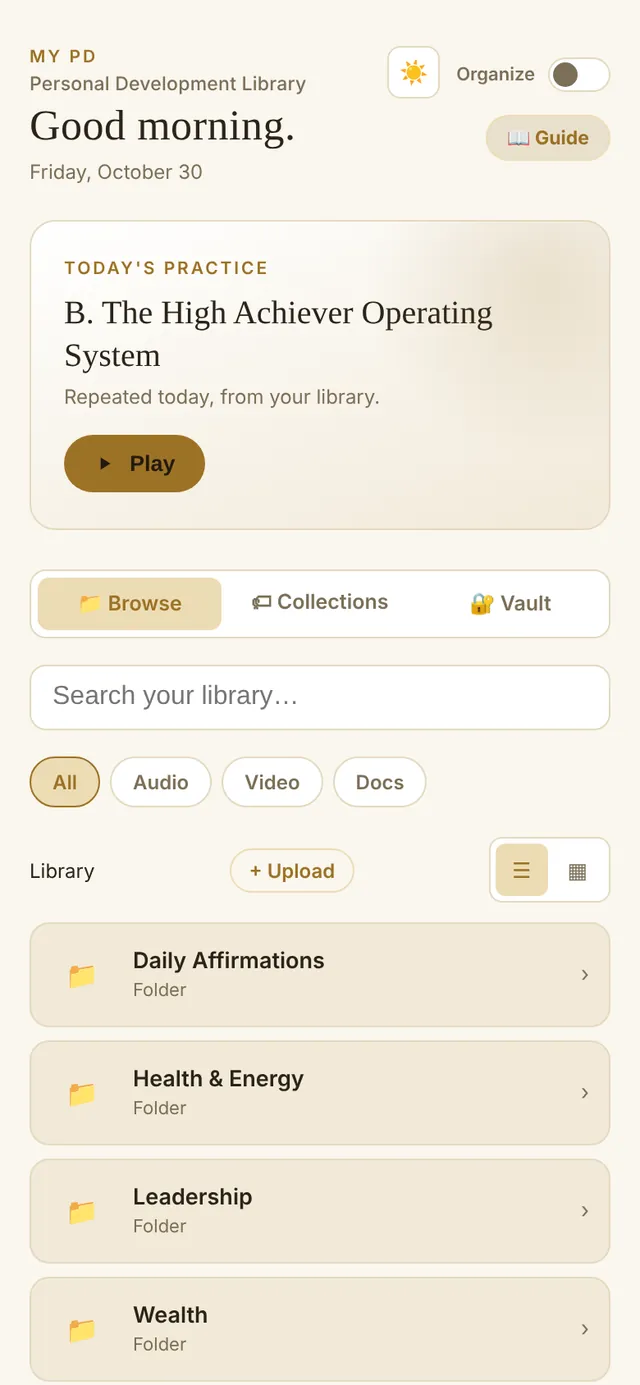 MY PD
Personal Development Library
Good morning.
Friday, October 30
Organize
📖 Guide
TODAY'S PRACTICE
B. The High Achiever Operating
System
Repeated today, from your library.
Play
Browse
Collections
Vault
Search your library…
All
Audio
Video
Docs
Library
+ Upload
Daily Affirmations
Folder
Health & Energy
Folder
Leadership
Folder
Wealth
Folder